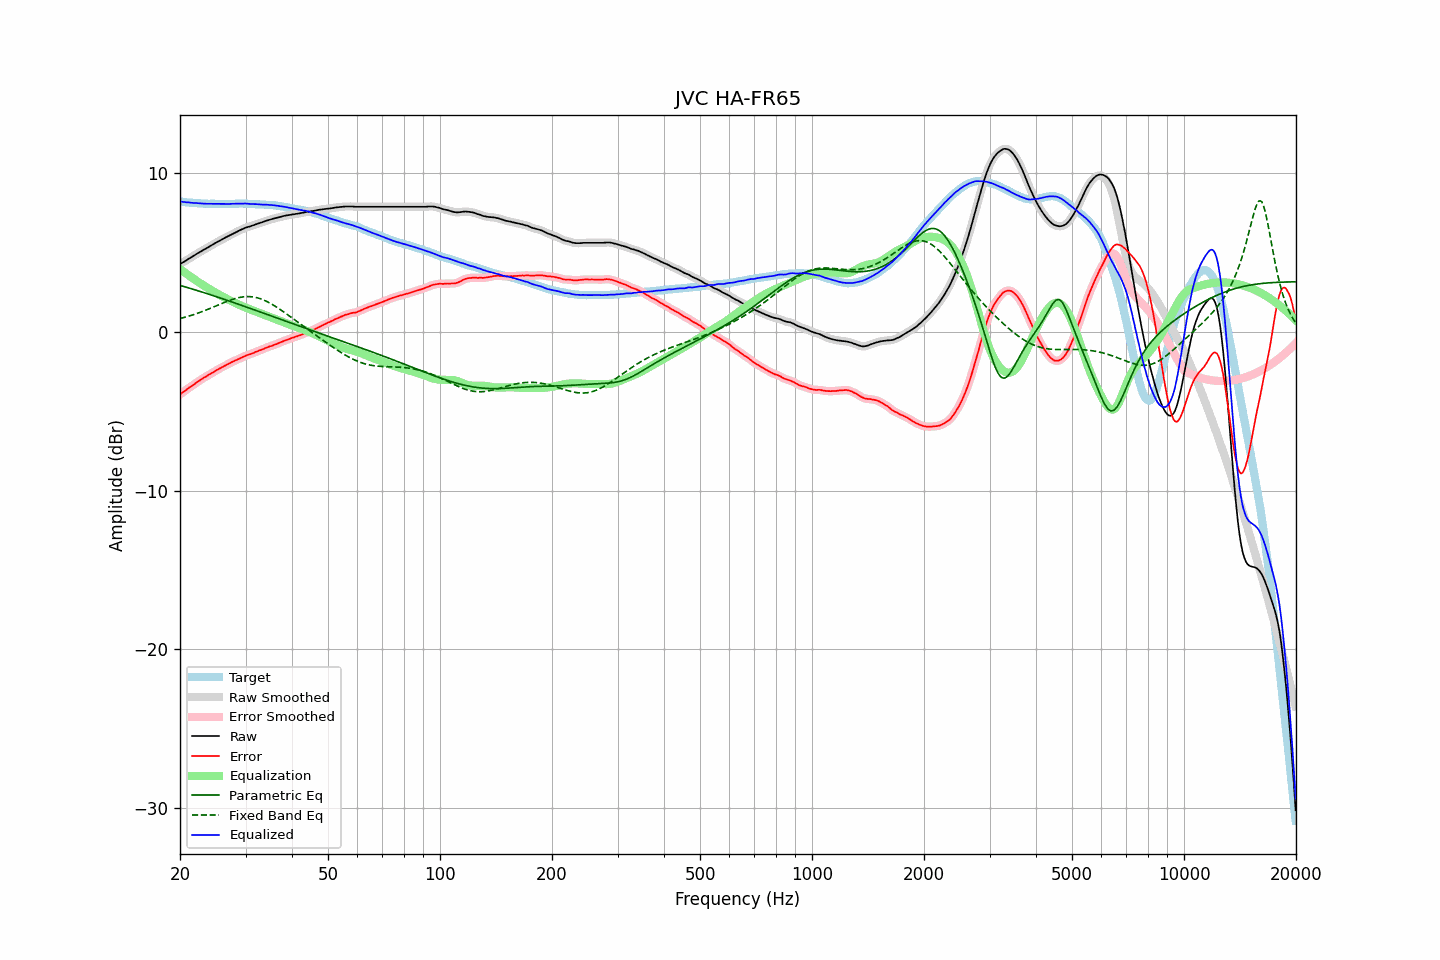 JVC HA-FR65
Amplitude (dBr)
10
0
−10
−20
−30
Target
Raw Smoothed
Error Smoothed
Raw
Error
Equalization
Parametric Eq
Fixed Band Eq
Equalized
20 50 100 200 500 1000 2000 5000 10000 20000
Frequency (Hz)